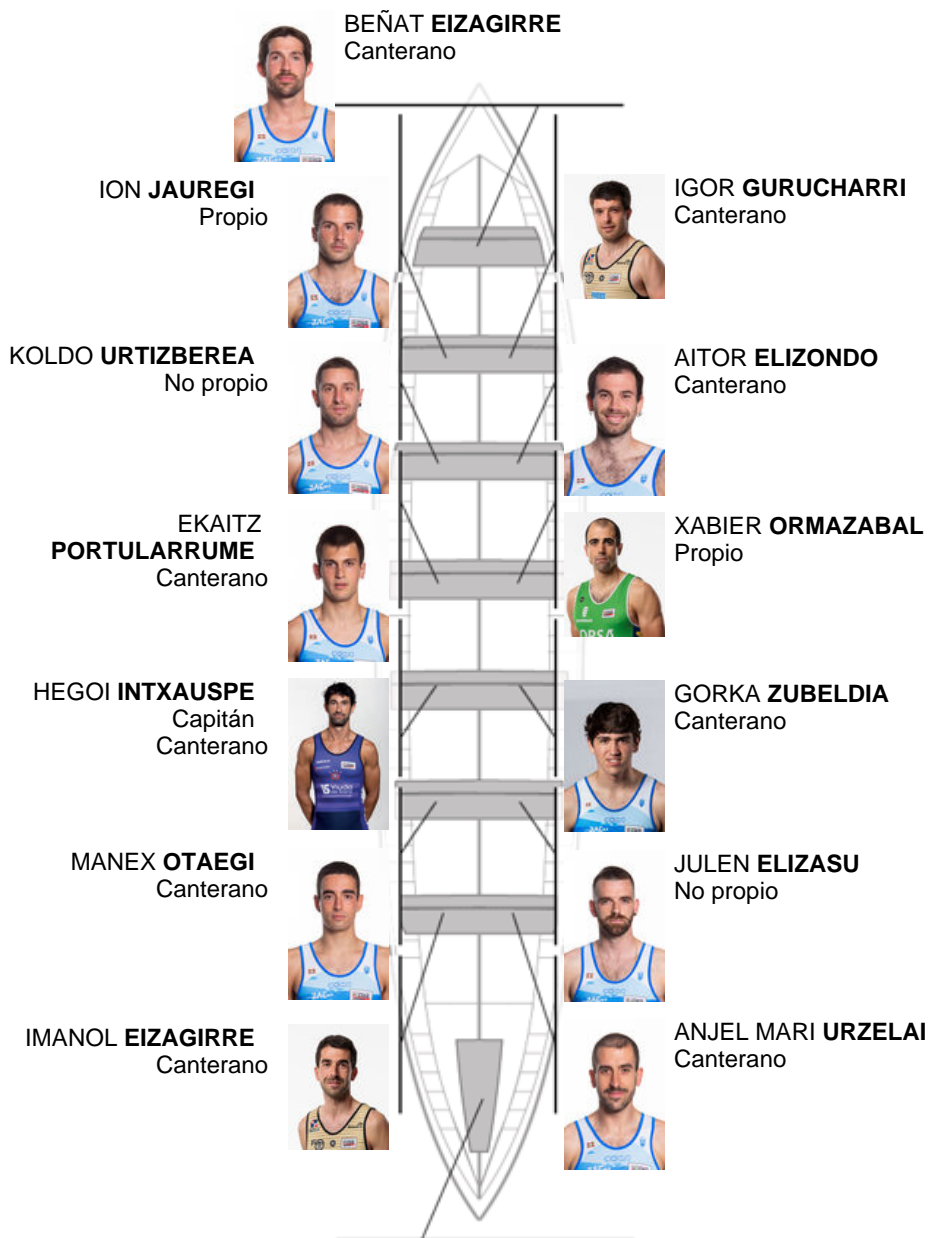 BEÑAT EIZAGIRRE
Canterano
ION JAUREGI
Propio
IGOR GURUCHARRI
Canterano
KOLDO URTIZBEREA
No propio
AITOR ELIZONDO
Canterano
EKAITZ
PORTULARRUME
Canterano
XABIER ORMAZABAL
Propio
HEGOI INTXAUSPE
Capitán
Canterano
GORKA ZUBELDIA
Canterano
MANEX OTAEGI
Canterano
JULEN ELIZASU
No propio
IMANOL EIZAGIRRE
Canterano
ANJEL MARI URZELAI
Canterano